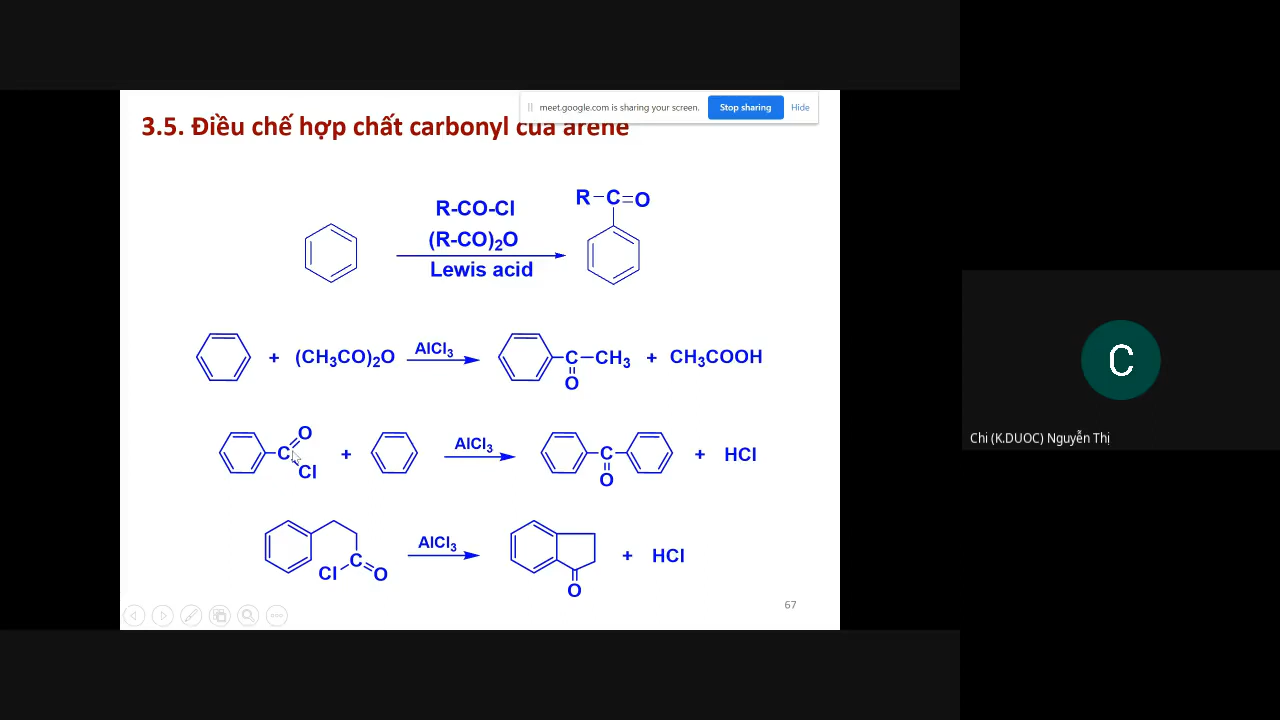 meet.google.com is sharing your screen. Stop sharing Hide
3.5. Điều chế hợp chất carbonyl của arene
R-CO-Cl
(R-CO)2O
Lewis acid
R-C=O
+ (CH3CO)2O AlCl3 C-CH3 + CH3COOH
O
C O Cl + AlCl3 C O + HCl
Cl C O AlCl3 O + HCl
67
C
Chi (K.DUOC) Nguyễn Thị